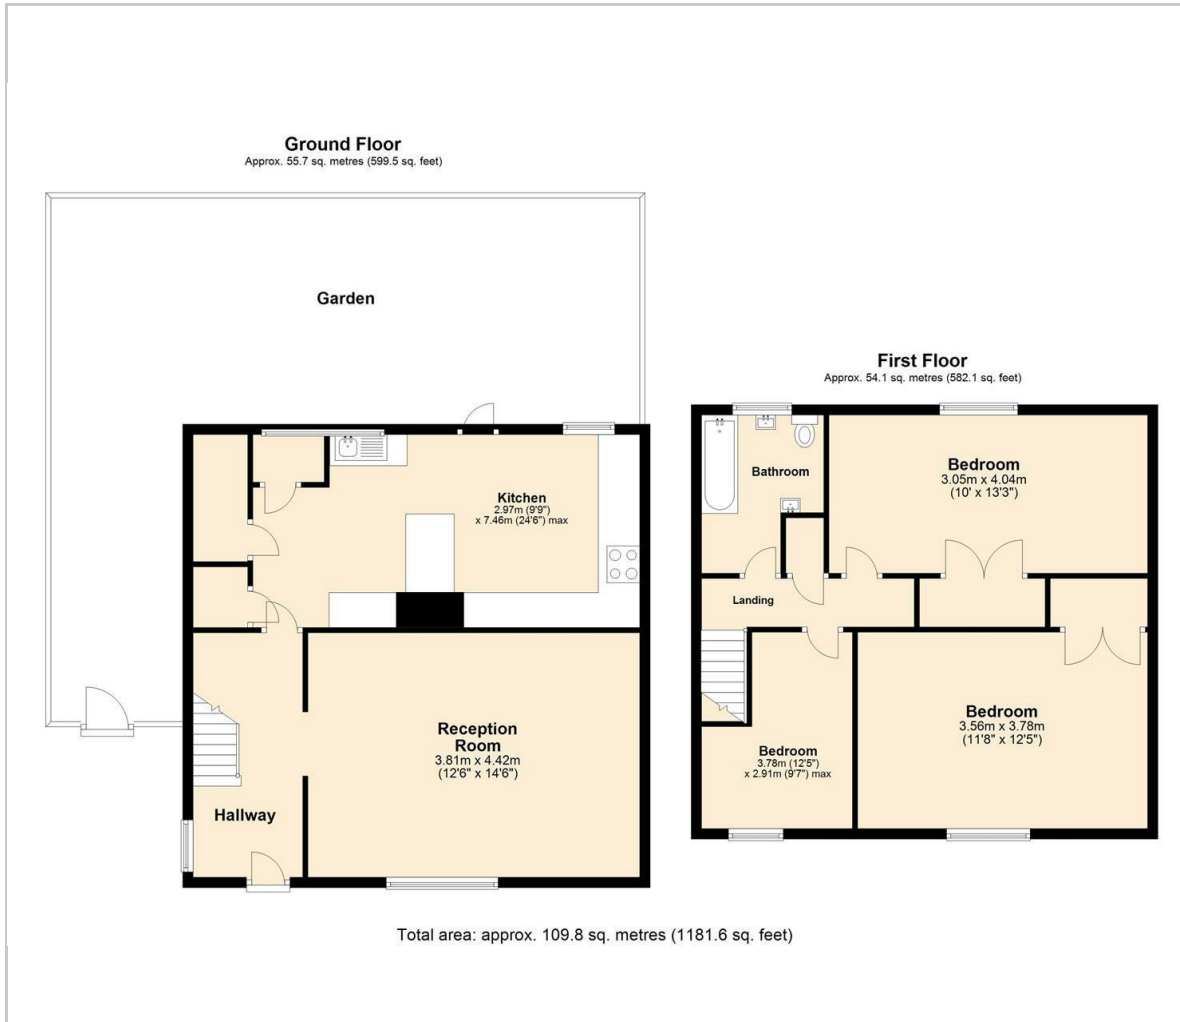 Ground Floor
Approx. 55.7 sq. metres (599.5 sq. feet)
Garden
Kitchen
2.97m (9'9")
x 7.46m (24'6") max
Reception
Room
3.81m x 4.42m
(12'6" x 14'6")
Hallway
First Floor
Approx. 54.1 sq. metres (582.1 sq. feet)
Bathroom
Bedroom
3.05m x 4.04m
(10' x 13'3")
Landing
Bedroom
3.78m (12'5")
x 2.91m (9'7") max
Bedroom
3.56m x 3.78m
(11'8" x 12'5")
Total area: approx. 109.8 sq. metres (1181.6 sq. feet)